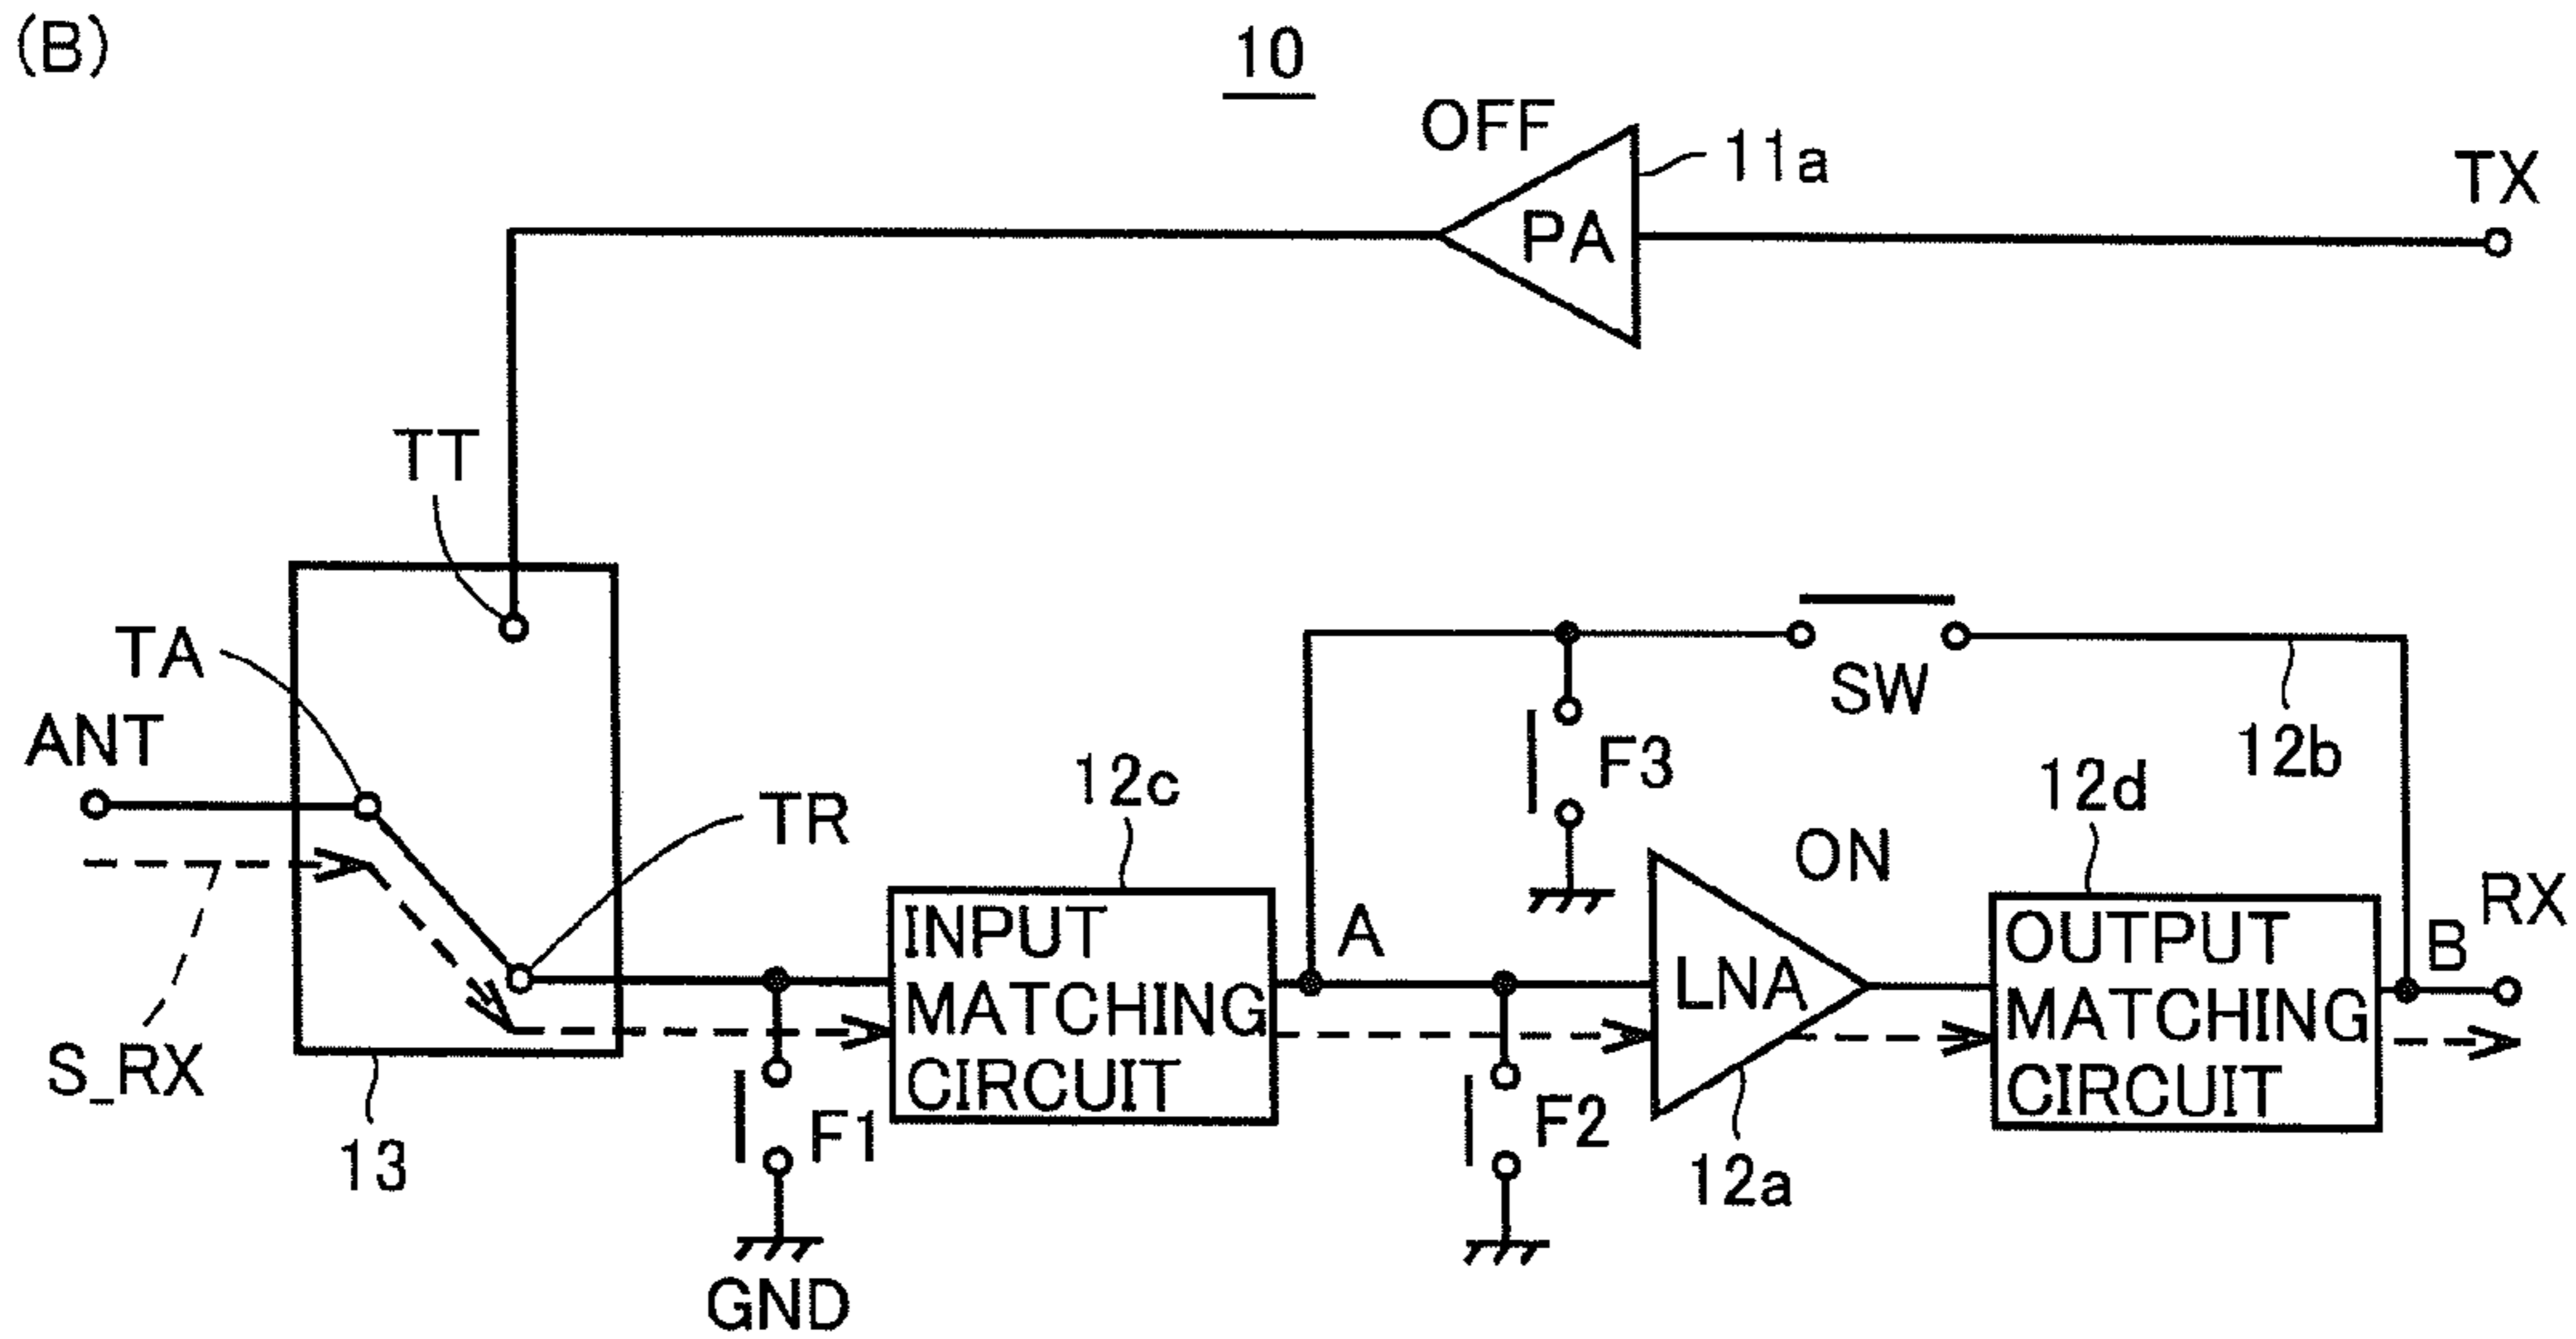 (B)
10
OFF
11a
TX
PA
TT
TA
SW
ANT
F3
12b
12c
12d
TR
ON
RX
INPUT
MATCHING
CIRCUIT
A
LNA
OUTPUT
MATCHING
CIRCUIT
B
S_RX
F1
F2
13
12a
GND